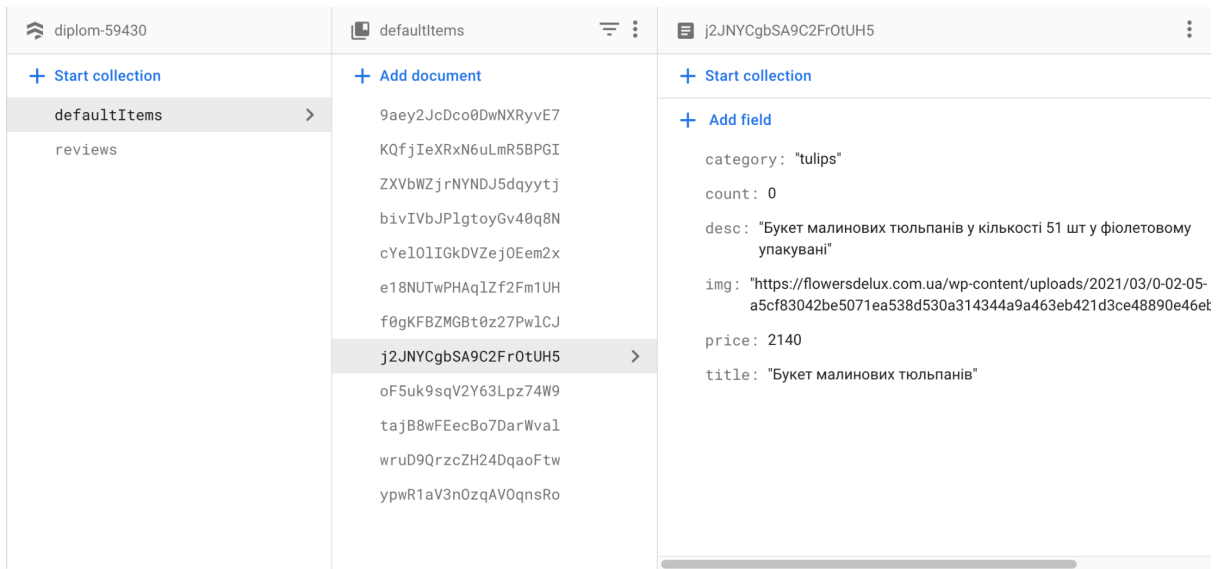 diplom-59430
Start collection
defaultItems
reviews
defaultItems
Add document
9aey2JcDco0DwNXRyvE7
KQfjIeXRxN6uLmR5BPGI
ZXVbWZjrNYNDJ5dqyytj
bivIVbJPlgtoyGv40q8N
cYelOlIGkDVZejOEem2x
e18NUTwPHAqlZf2Fm1UH
f0gKFBZMGBt0z27PwlCJ
j2JNYCgbSA9C2FrOtUH5
oF5uk9sqV2Y63Lpz74W9
tajB8wFEecBo7DarWval
wruD9QrzcZH24DqaoFtw
ypwR1aV3nOzqAVOqnsRo
j2JNYCgbSA9C2FrOtUH5
Start collection
Add field
category: "tulips"
count: 0
desc: "Букет малинових тюльпанів у кількості 51 шт у фіолетовому
упакувані"
img: "https://flowersdelux.com.ua/wp-content/uploads/2021/03/0-02-05-
a5cf83042be5071ea538d530a314344a9a463eb421d3ce48890e46eb
price: 2140
title: "Букет малинових тюльпанів"